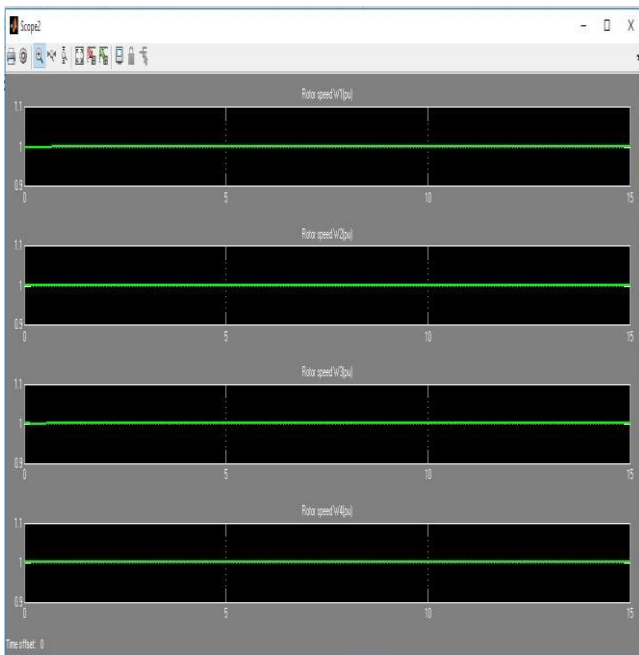 Scope2
Rotor speed W1(pu)
1.1
1
0.9
0 5 10 15
Rotor speed W2(pu)
1.1
1
0.9
0 5 10 15
Rotor speed W3(pu)
1.1
1
0.9
0 5 10 15
Rotor speed W4(pu)
1.1
1
0.9
0 5 10 15
Time offset: 0